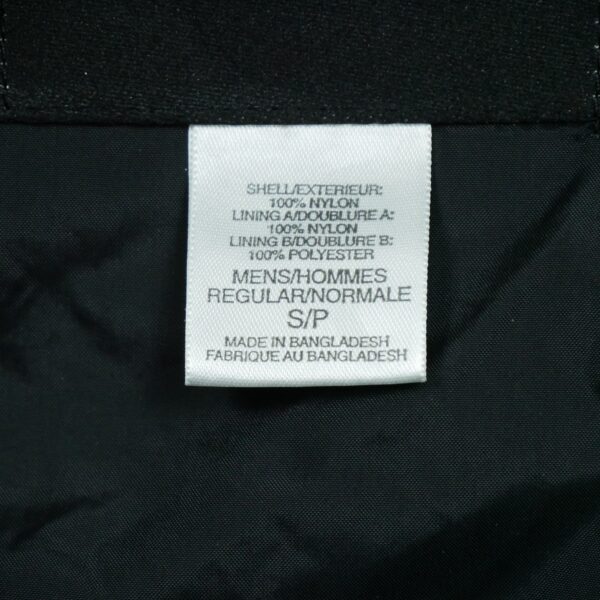 SHELL/EXTERIEUR:
100% NYLON
LINING A/DOUBLURE A:
100% NYLON
LINING B/DOUBLURE B:
100% POLYESTER
MENS/HOMMES
REGULAR/NORMALE
S/P
MADE IN BANGLADESH
FABRIQUE AU BANGLADESH